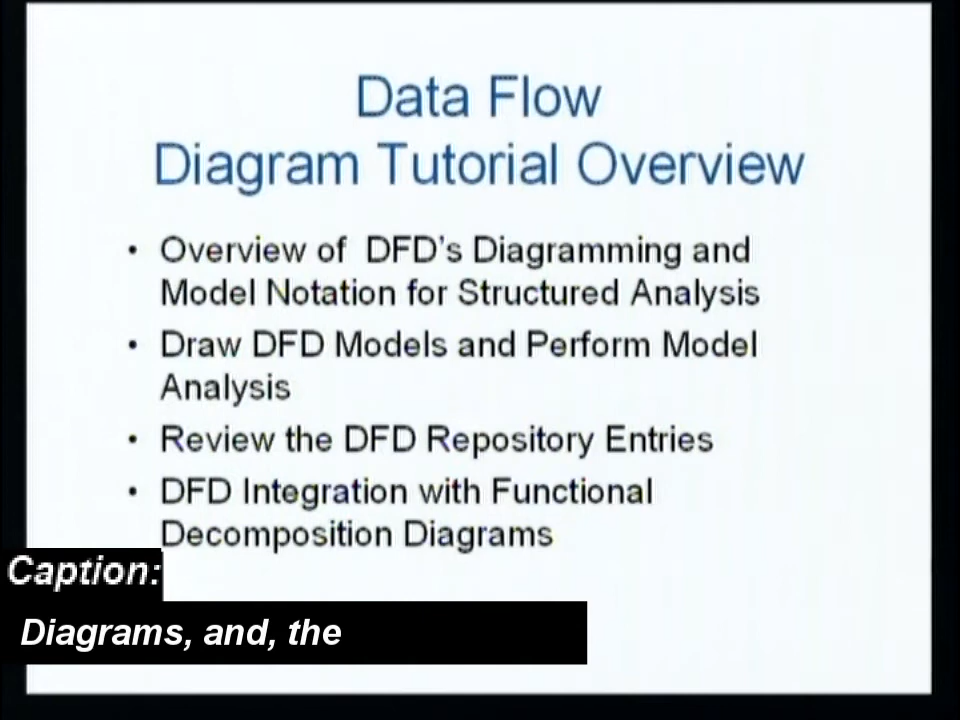 Data Flow
Diagram Tutorial Overview
• Overview of  DFD's Diagramming and
Model Notation for Structured Analysis
• Draw DFD Models and Perform Model
Analysis
• Review the DFD Repository Entries
• DFD Integration with Functional
Decomposition Diagrams
Caption:
Diagrams, and, the